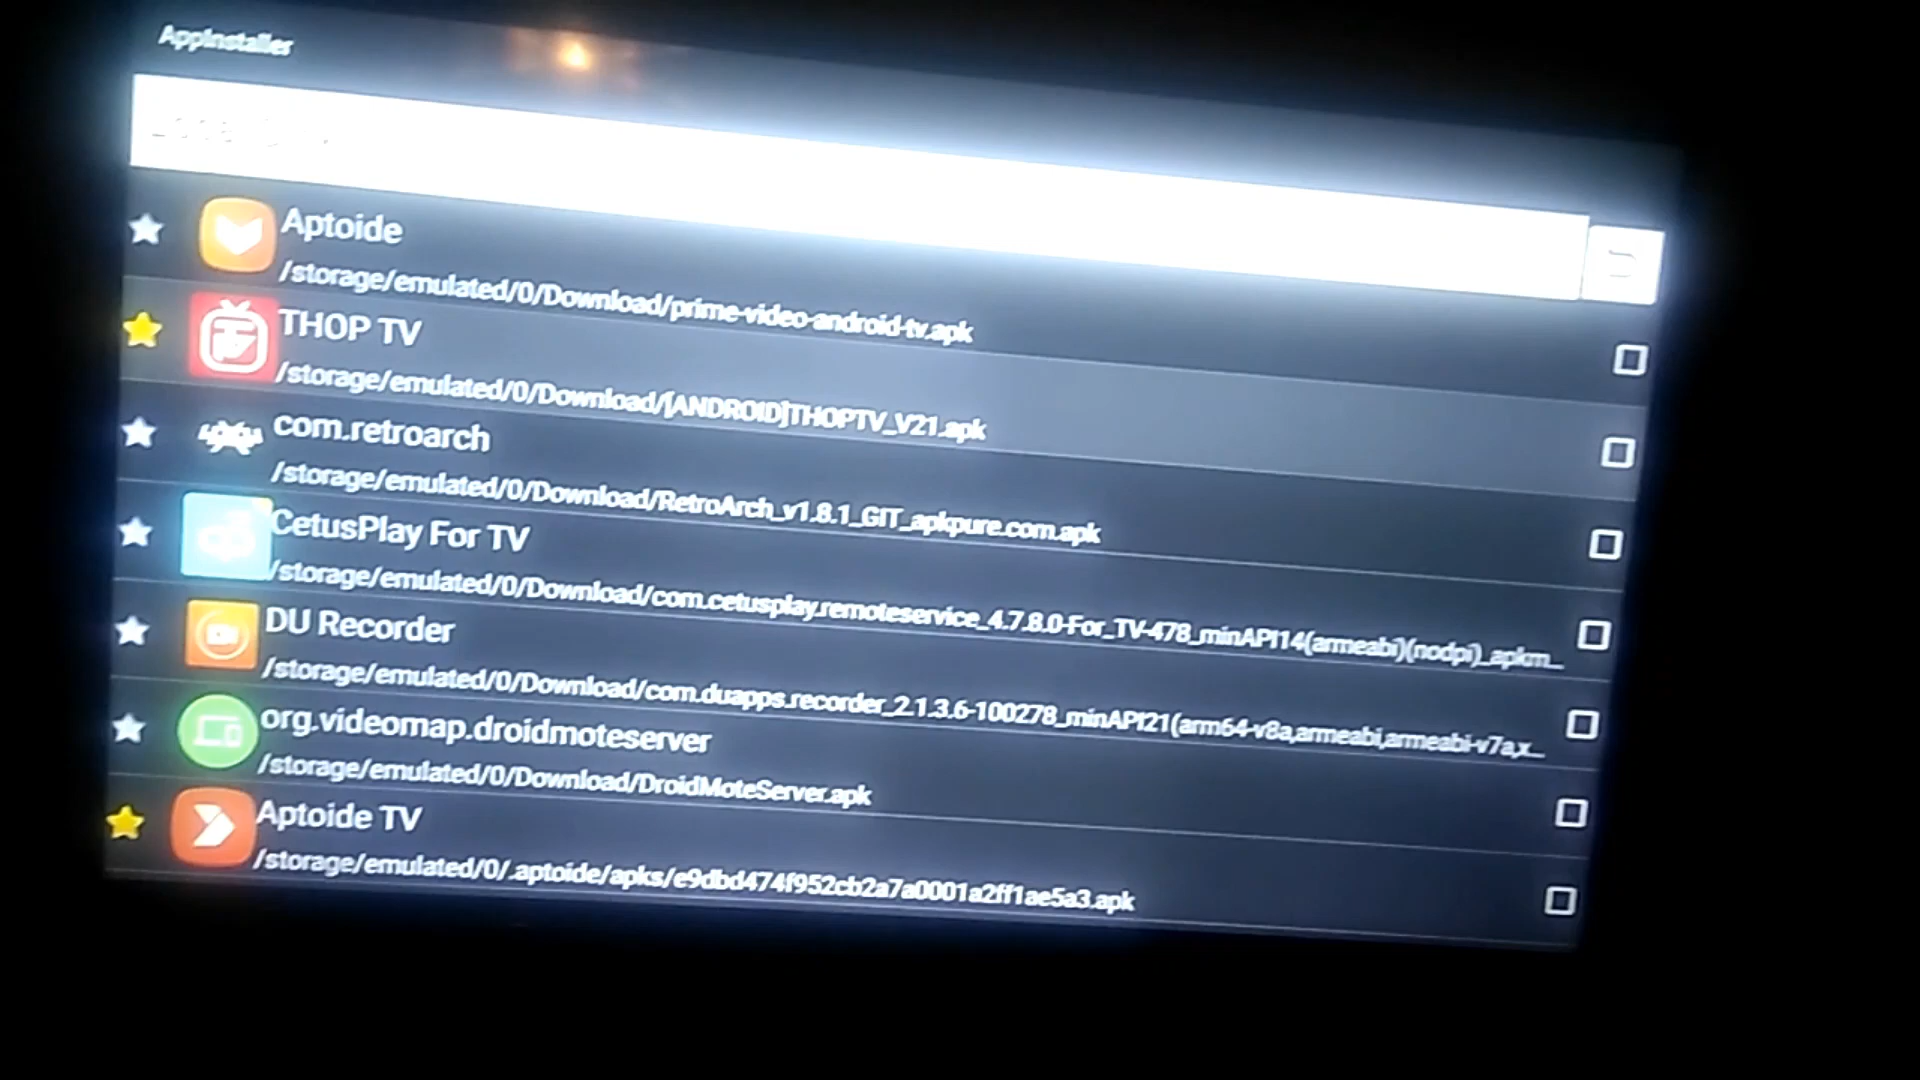 AppInstaller
Aptoide
/storage/emulated/0/Download/prime-video-android-tv.apk
THOP TV
/storage/emulated/0/Download/[ANDROID]THOPTV_V21.apk
com.retroarch
/storage/emulated/0/Download/RetroArch_v1.8.1_GIT_apkpure.com.apk
CetusPlay For TV
/storage/emulated/0/Download/com.cetusplay.remoteservice_4.7.8.0-For_TV-478_minAPI14(armeabi)(nodpi)_apkm...
DU Recorder
/storage/emulated/0/Download/com.duapps.recorder_2.1.3.6-100278_minAPI21(arm64-v8a,armeabi,armeabi-v7a,x...
org.videomap.droidmoteserver
/storage/emulated/0/Download/DroidMoteServer.apk
Aptoide TV
/storage/emulated/0/.aptoide/apks/e9dbd474f952cb2a7a0001a2ff1ae5a3.apk